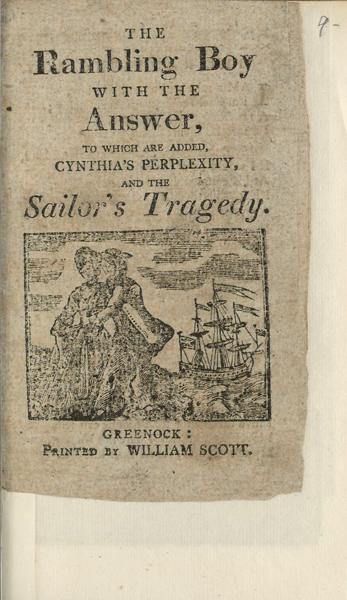 9-
THE
Rambling Boy
WITH THE
Answer,
TO WHICH ARE ADDED,
CYNTHIA'S PERPLEXITY,
AND THE
Sailor's Tragedy.
GREENOCK:
PRINTED BY WILLIAM SCOTT.